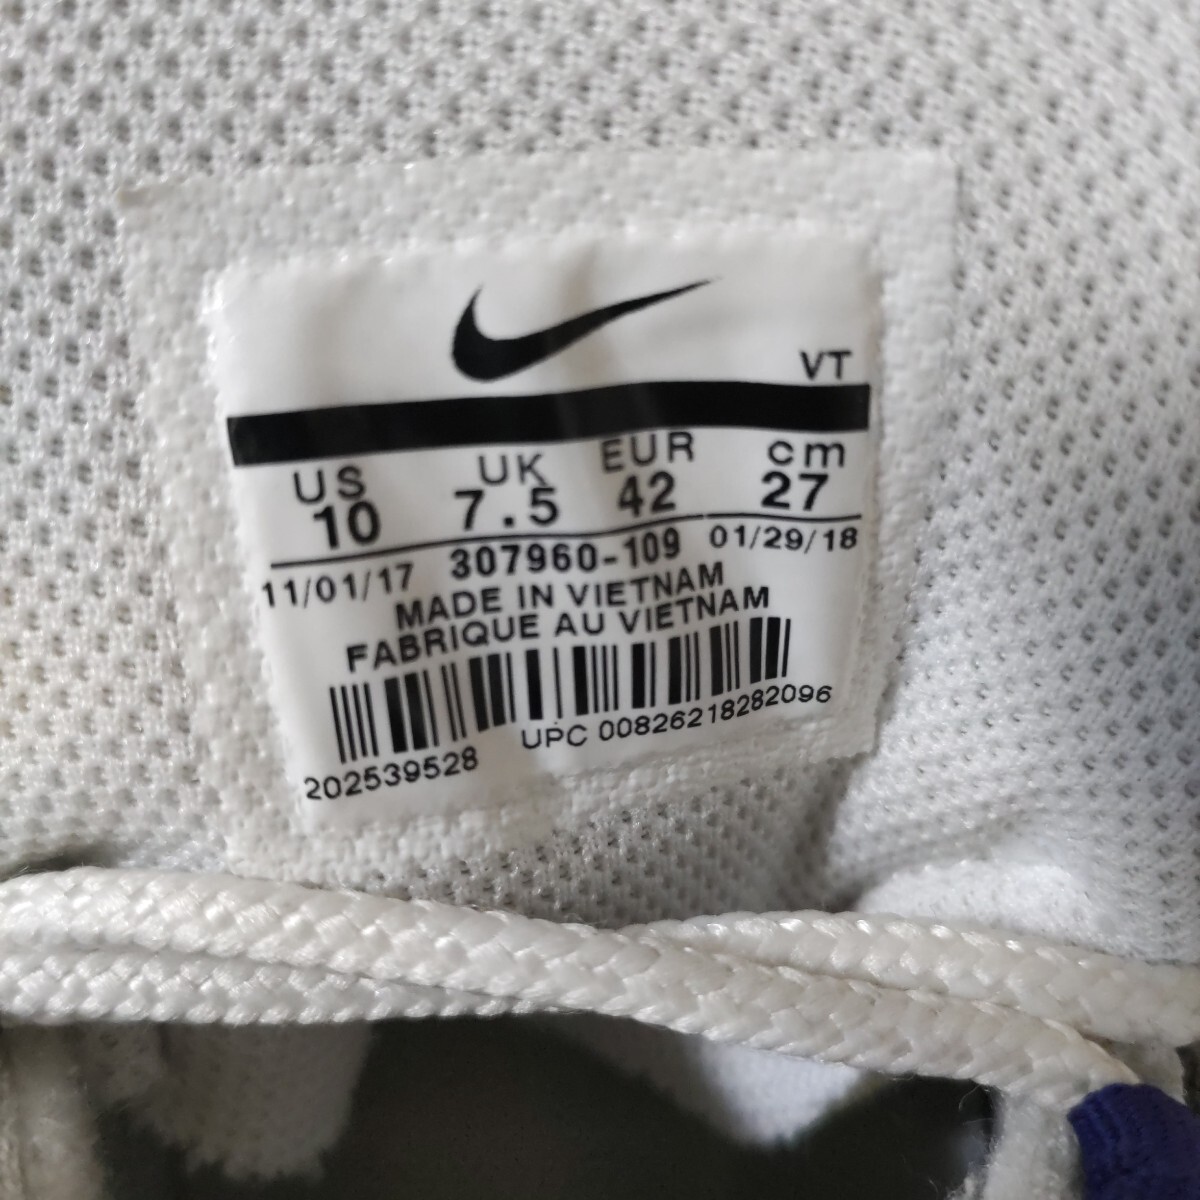 VT
US UK EUR cm
10 7.5 42 27
11/01/17 307960-109 01/29/18
MADE IN VIETNAM
FABRIQUE AU VIETNAM
202539528 UPC 00826218282096